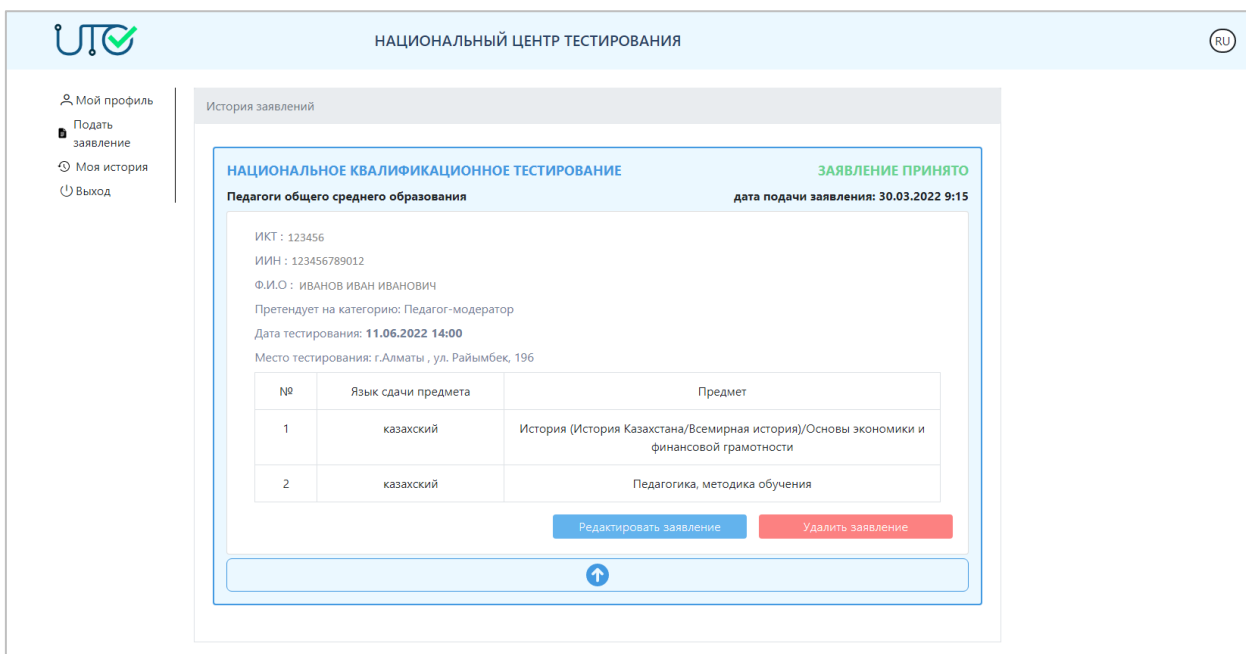 НАЦИОНАЛЬНЫЙ ЦЕНТР ТЕСТИРОВАНИЯ
RU
Мой профиль
Подать
заявление
Моя история
Выход
История заявлений
НАЦИОНАЛЬНОЕ КВАЛИФИКАЦИОННОЕ ТЕСТИРОВАНИЕ
ЗАЯВЛЕНИЕ ПРИНЯТО
Педагоги общего среднего образования
дата подачи заявления: 30.03.2022 9:15
ИКТ : 123456
ИИН : 123456789012
Ф.И.О : ИВАНОВ ИВАН ИВАНОВИЧ
Претендует на категорию: Педагог-модератор
Дата тестирования: 11.06.2022 14:00
Место тестирования: г.Алматы , ул. Райымбек, 196
№ Язык сдачи предмета Предмет
1 казахский История (История Казахстана/Всемирная история)/Основы экономики и
финансовой грамотности
2 казахский Педагогика, методика обучения
Редактировать заявление
Удалить заявление